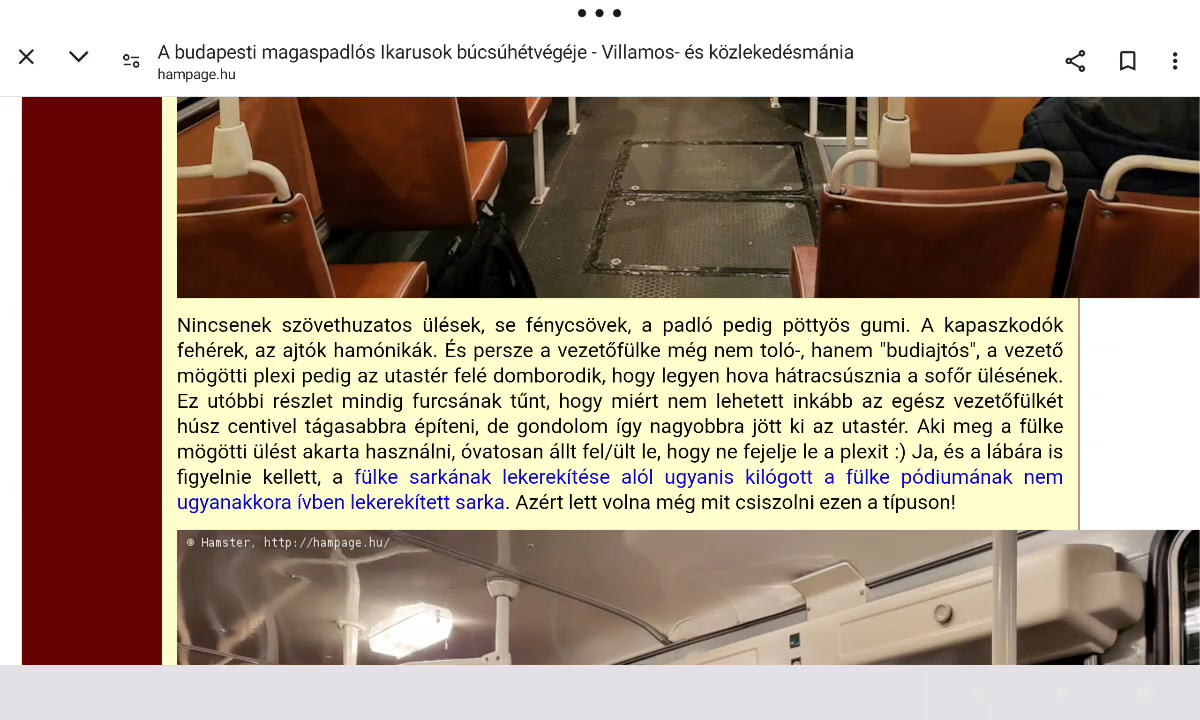 A budapesti magaspadlós Ikarusok búcsúhétvégéje - Villamos- és közlekedésmánia
hampage.hu
Nincsenek szövethuzatos ülések, se fénycsövek, a padló pedig pöttyös gumi. A kapaszkodók
fehérek, az ajtók hamónikák. És persze a vezetőfülke még nem toló-, hanem "budiajtós", a vezető
mögötti plexi pedig az utastér felé domborodik, hogy legyen hova hátracsúsznia a sofőr ülésének.
Ez utóbbi részlet mindig furcsának tűnt, hogy miért nem lehetett inkább az egész vezetőfülkét
húsz centivel tágasabbra építeni, de gondolom így nagyobbra jött ki az utastér. Aki meg a fülke
mögötti ülést akarta használni, óvatosan állt fel/ült le, hogy ne fejelje le a plexit :) Ja, és a lábára is
figyelnie kellett, a fülke sarkának lekerekítése alól ugyanis kilógott a fülke pódiumának nem
ugyanakkora ívben lekerekített sarka. Azért lett volna még mit csiszolni ezen a típuson!
© Hamster, http://hampage.hu/